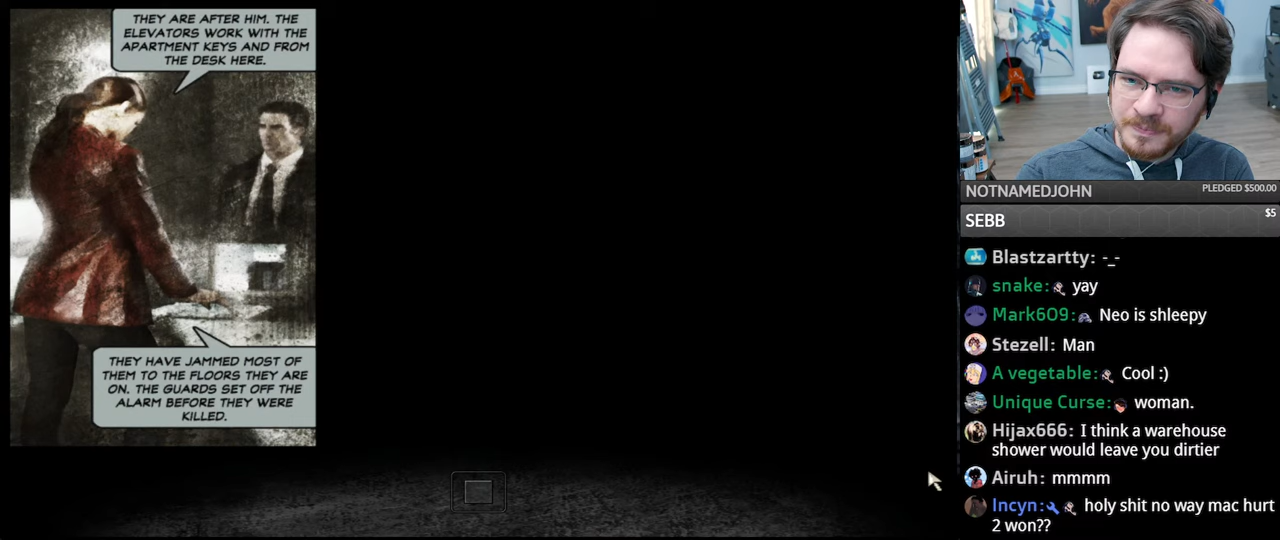 THEY ARE AFTER HIM. THE
ELEVATORS WORK WITH THE
APARTMENT KEYS AND FROM
THE DESK HERE.
THEY HAVE JAMMED MOST OF
THEM TO THE FLOORS THEY ARE
ON. THE GUARDS SET OFF THE
ALARM BEFORE THEY WERE
KILLED.
NOTNAMEDJOHN PLEDGED $500.00
SEBB $5
Blastzartty: -_-
snake: yay
Mark609: Neo is shleepy
Stezell: Man
A vegetable: Cool :)
Unique Curse: woman.
Hijax666: I think a warehouse
shower would leave you dirtier
Airuh: mmmm
Incyn: holy shit no way mac hurt
2 won??